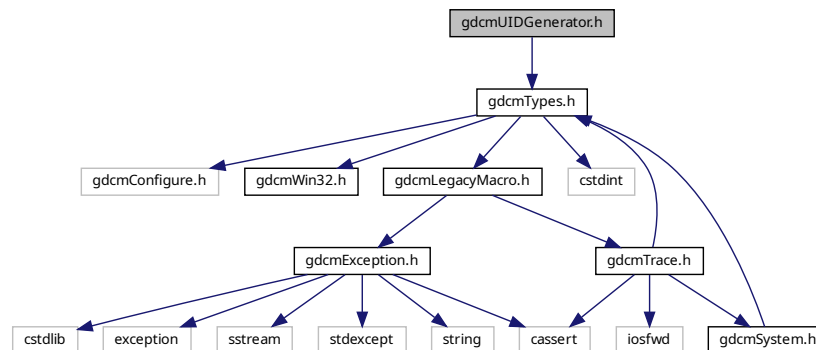 gdcmUIDGenerator.h
gdcmTypes.h
gdcmConfigure.h
gdcmWin32.h
gdcmLegacyMacro.h
cstdint
gdcmException.h
gdcmTrace.h
cstdlib
exception
sstream
stdexcept
string
cassert
iosfwd
gdcmSystem.h